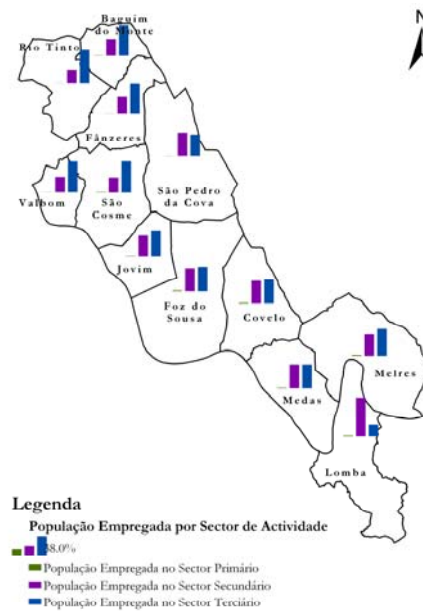 Baguim
do Monte
N
Rio Tinto
Fânzeres
Valbom
São
Cosme
São Pedro
da Cova
Jovim
Foz do
Sousa
Covelo
Melres
Medas
Lomba
Legenda
População Empregada por Sector de Actividade
38.0%
População Empregada no Sector Primário
População Empregada no Sector Secundário
População Empregada no Sector Terciário